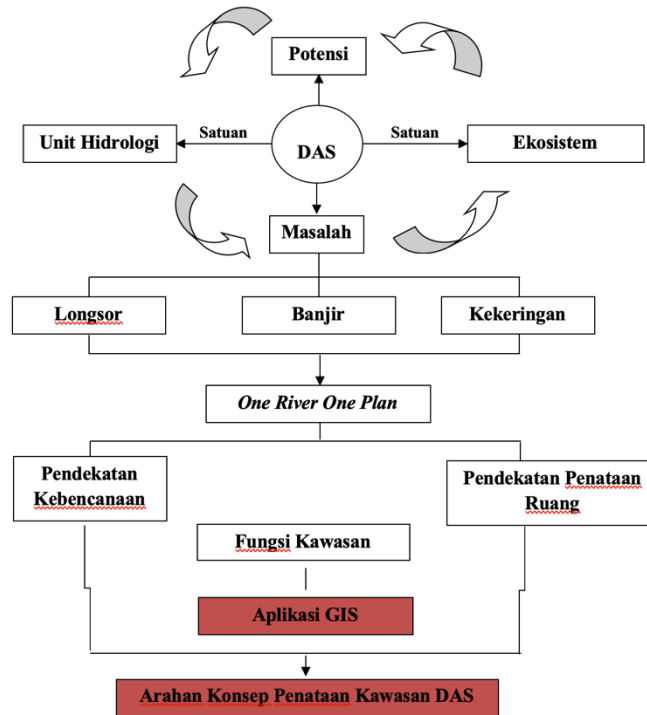 Potensi
Unit Hidrologi
Satuan
DAS
Satuan
Ekosistem
Masalah
Longsor
Banjir
Kekeringan
One River One Plan
Pendekatan
Kebencanaan
Pendekatan Penataan
Ruang
Fungsi Kawasan
Aplikasi GIS
Arahan Konsep Penataan Kawasan DAS